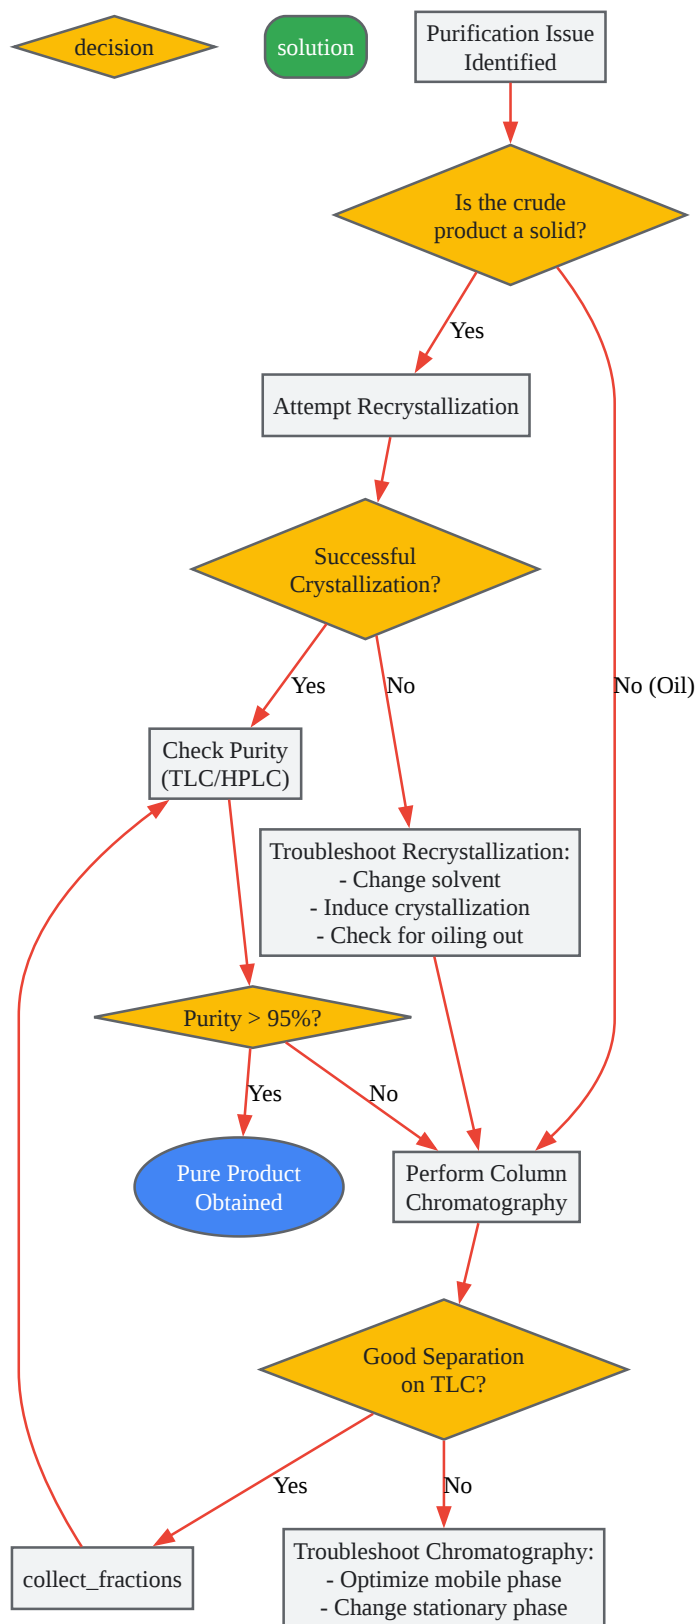 decision
solution
Purification Issue
Identified
Is the crude
product a solid?
Yes
Attempt Recrystallization
Successful
Crystallization?
Yes
No
No (Oil)
Check Purity
(TLC/HPLC)
Troubleshoot Recrystallization:
- Change solvent
- Induce crystallization
- Check for oiling out
Purity > 95%?
Yes
No
Pure Product
Obtained
Perform Column
Chromatography
Good Separation
on TLC?
Yes
No
collect_fractions
Troubleshoot Chromatography:
- Optimize mobile phase
- Change stationary phase